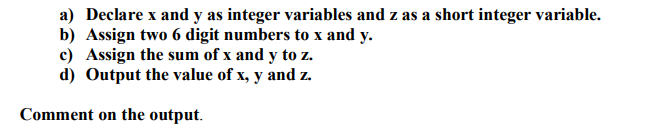 a) Declare x and y as integer variables and z as a short integer variable.
b) Assign two 6 digit numbers to x and y.
c) Assign the sum of x and y to z.
d) Output the value of x, y and z.
Comment on the output.